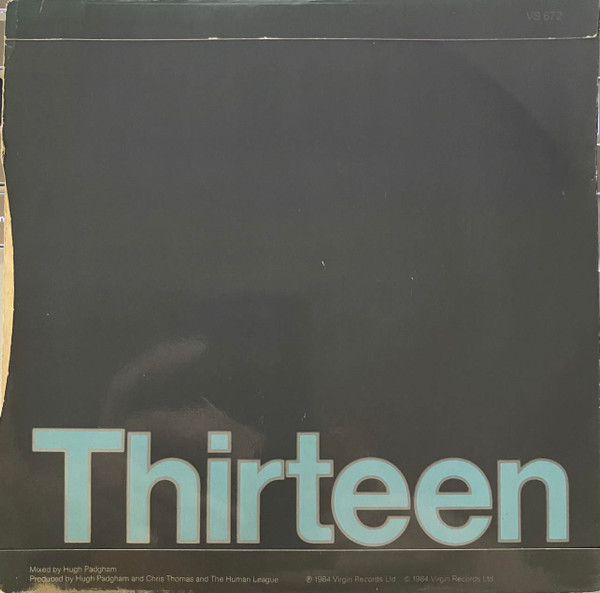 VS 672
Thirteen
Mixed by Hugh Padgham
Produced by Hugh Padgham and Chris Thomas and The Human League ℗ 1984 Virgin Records Ltd © 1984 Virgin Records Ltd